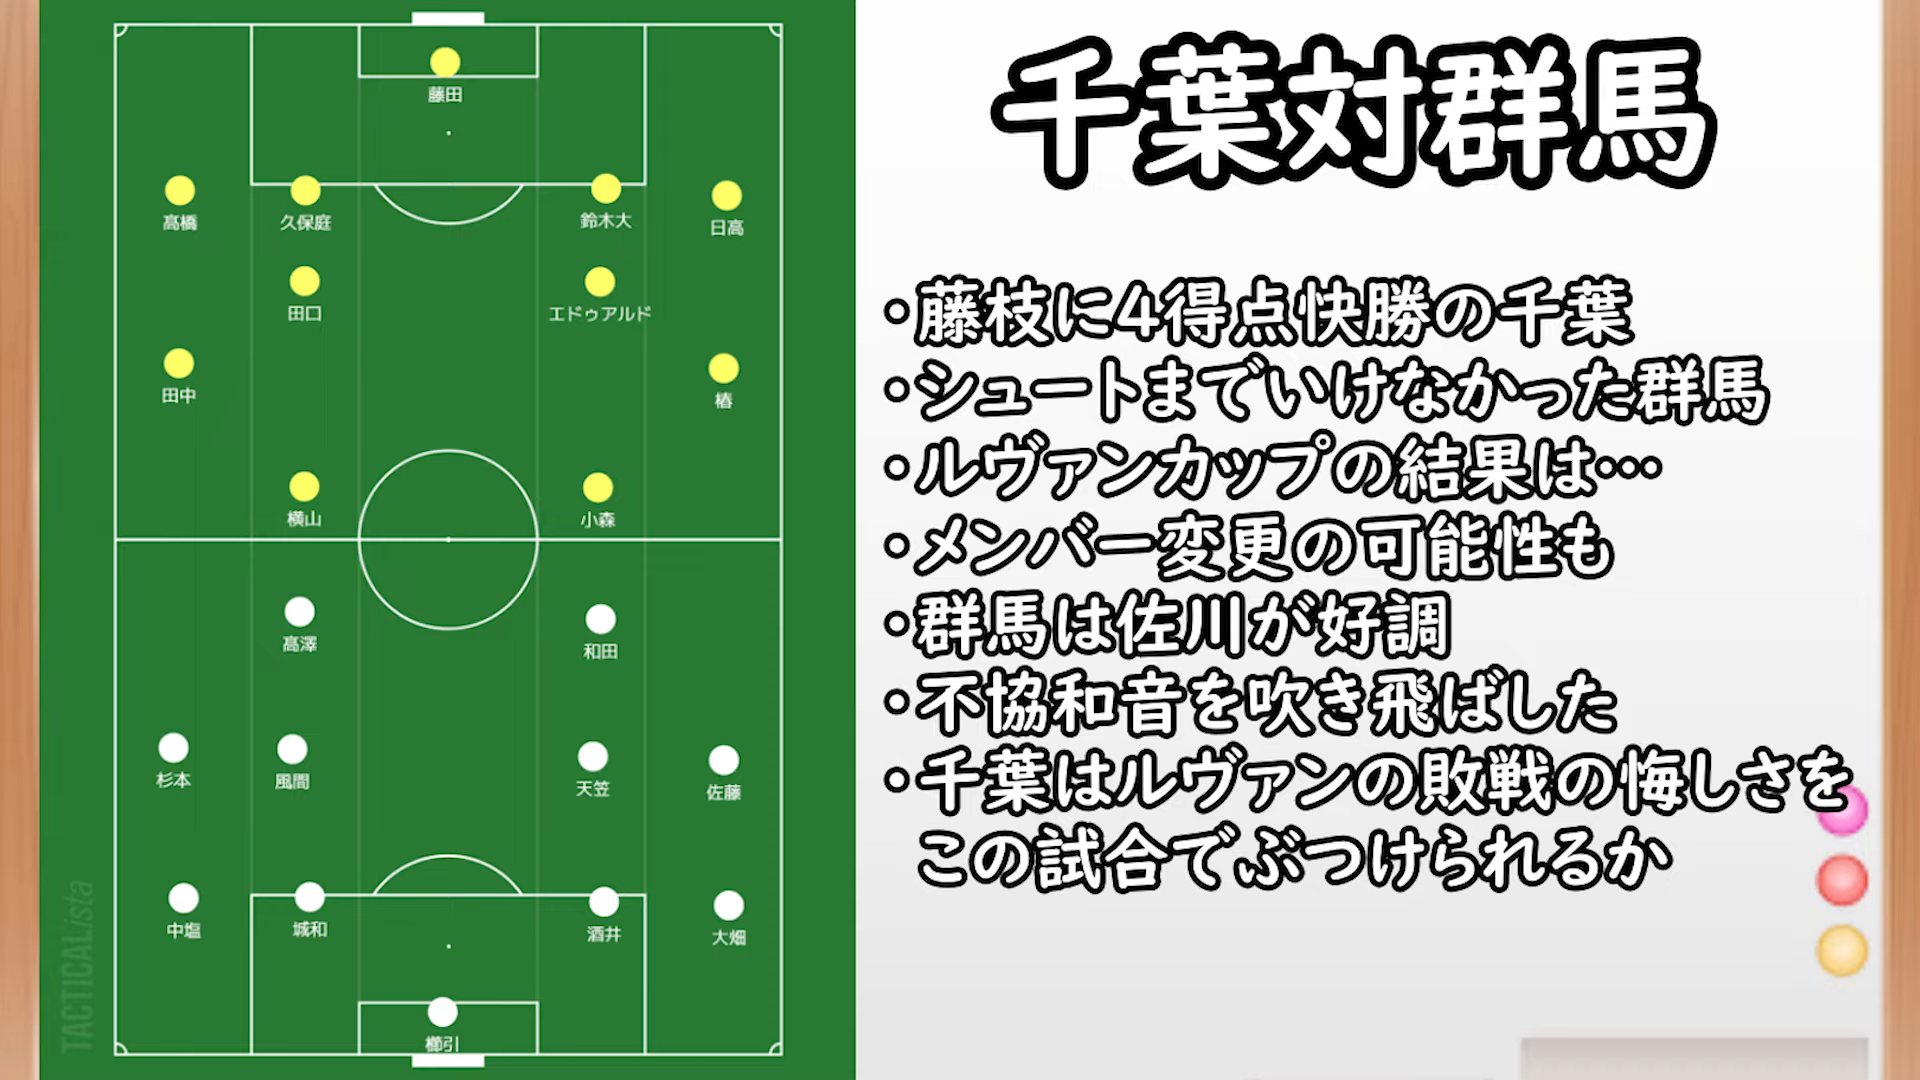 千葉対群馬
藤田
髙橋
久保庭
鈴木大
日高
田口
エドゥアルド
田中
椿
横山
小森
高澤
和田
杉本
風間
天笠
佐藤
中塩
城和
酒井
大畑
櫛引
TACTICALista
・藤枝に4得点快勝の千葉
・シュートまでいけなかった群馬
・ルヴァンカップの結果は…
・メンバー変更の可能性も
・群馬は佐川が好調
・不協和音を吹き飛ばした
・千葉はルヴァンの敗戦の悔しさを
この試合でぶつけられるか